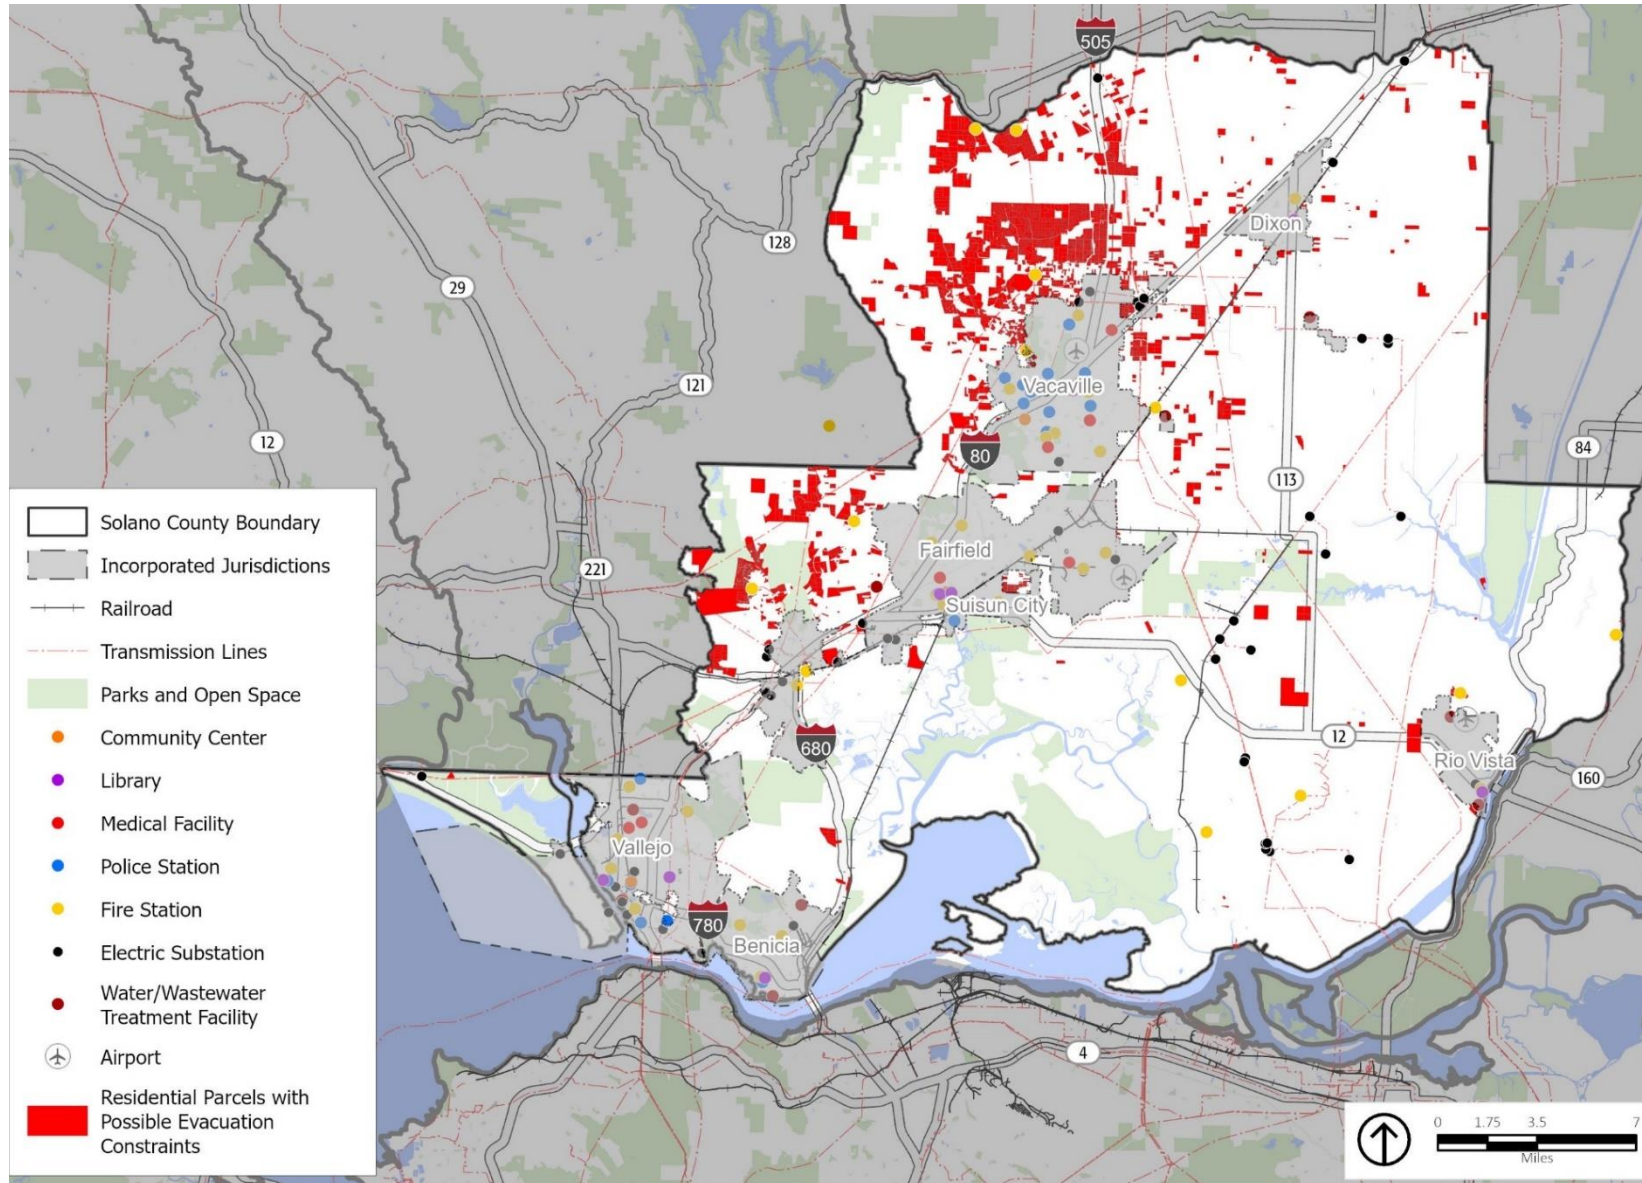 505
Dixon
128
29
Vacaville
121
80
12
84
113
Fairfield
221
Suisun City
12
Rio Vista
680
160
Vallejo
780
Benicia
4
Solano County Boundary
Incorporated Jurisdictions
Railroad
Transmission Lines
Parks and Open Space
Community Center
Library
Medical Facility
Police Station
Fire Station
Electric Substation
Water/Wastewater
Treatment Facility
Airport
Residential Parcels with
Possible Evacuation
Constraints
0 1.75 3.5 7
Miles